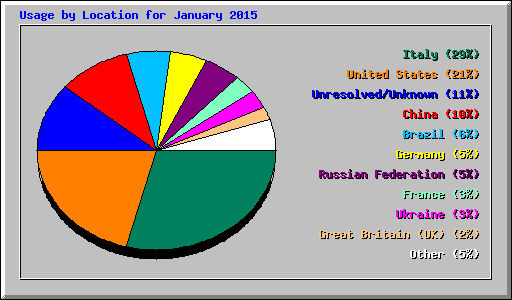 Usage by Location for January 2015
Italy (29%)
United States (21%)
Unresolved/Unknown (11%)
China (10%)
Brazil (6%)
Germany (5%)
Russian Federation (5%)
France (3%)
Ukraine (3%)
Great Britain (UK) (2%)
Other (5%)